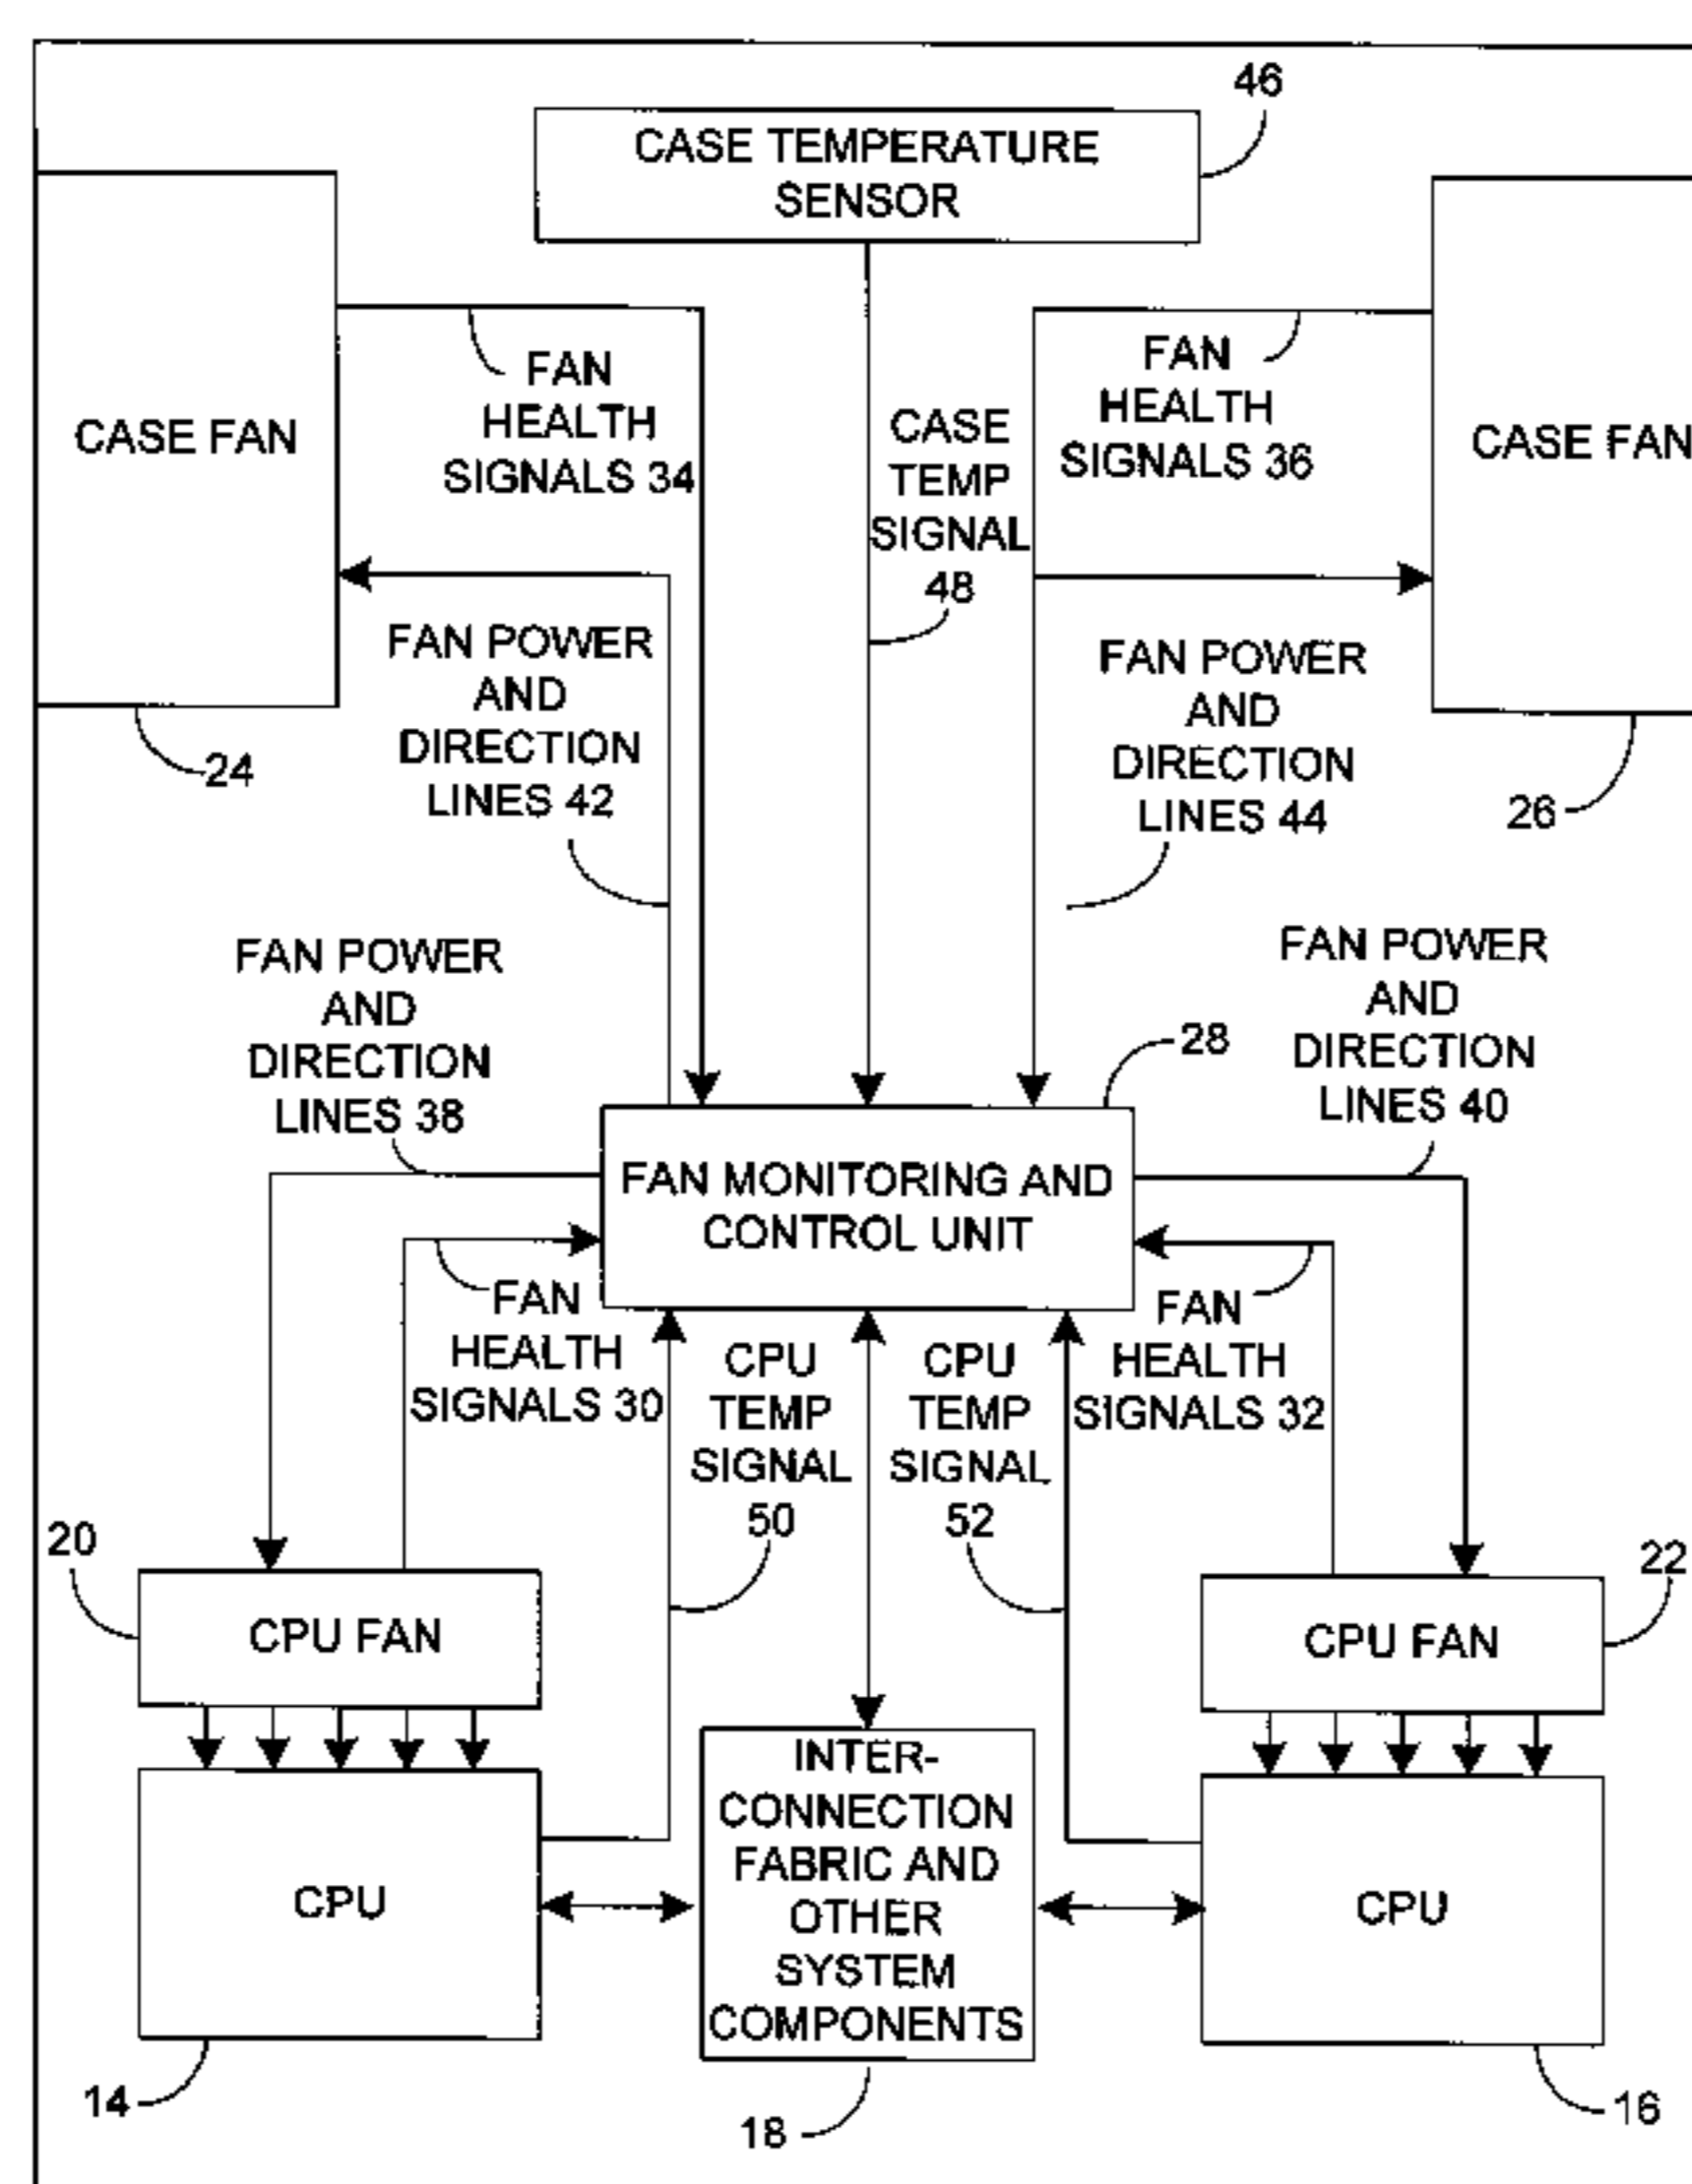 46
CASE TEMPERATURE
SENSOR
CASE FAN
FAN
HEALTH
SIGNALS 34
CASE
TEMP
SIGNAL
48
FAN
HEALTH
SIGNALS 36
CASE FAN
24
FAN POWER
AND
DIRECTION
LINES 42
FAN POWER
AND
DIRECTION
LINES 44
26
FAN POWER
AND
DIRECTION
LINES 38
28
FAN POWER
AND
DIRECTION
LINES 40
FAN MONITORING AND
CONTROL UNIT
FAN
HEALTH
SIGNALS 30
CPU
TEMP
SIGNAL
50
CPU
TEMP
SIGNAL
52
FAN
HEALTH
SIGNALS 32
20
CPU FAN
22
CPU FAN
CPU
INTER-
CONNECTION
FABRIC AND
OTHER
SYSTEM
COMPONENTS
CPU
14
18
16